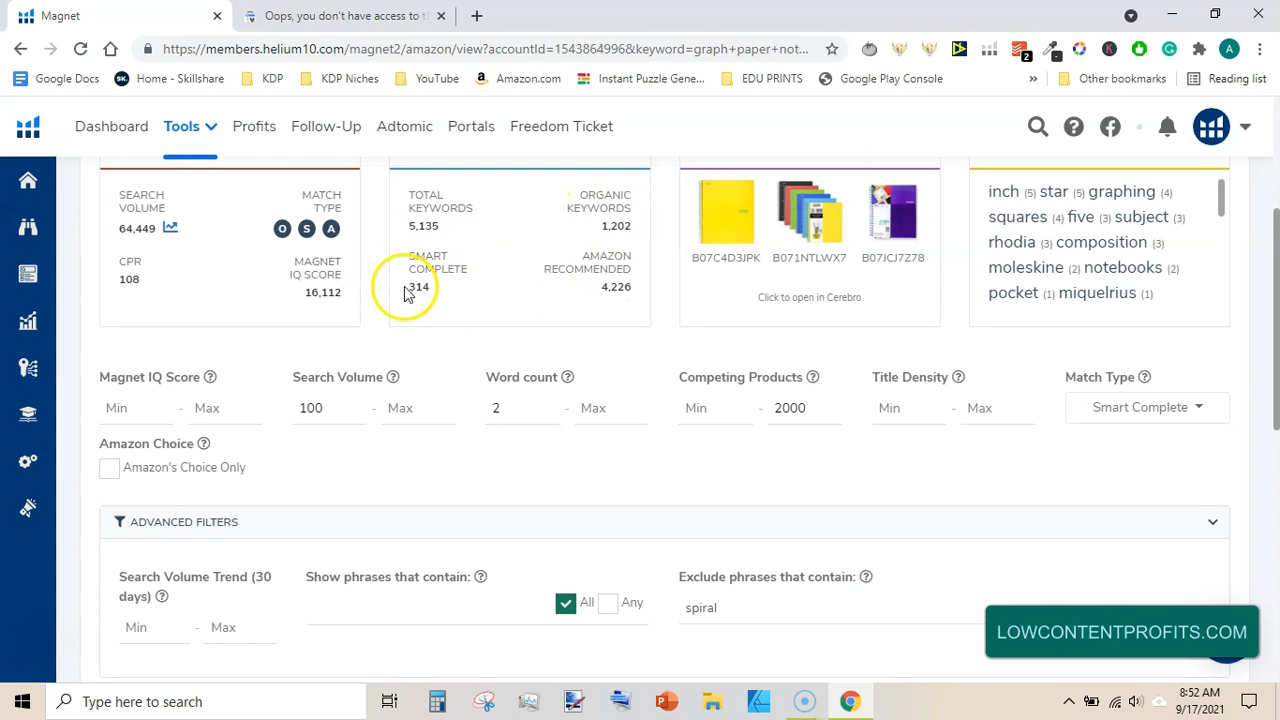 Magnet
Oops, you don't have access to th
https://members.helium10.com/magnet2/amazon/view?accountId=1543864996&keyword=graph+paper+not...
A
2
Google Docs
Home - Skillshare
KDP
KDP Niches
YouTube
Amazon.com
Instant Puzzle Gene...
EDU PRINTS
Google Play Console
»
Other bookmarks
Reading list
Dashboard
Tools
Profits
Follow-Up
Adtomic
Portals
Freedom Ticket
SEARCH VOLUME
64,449
MATCH TYPE
O S A
CPR
108
MAGNET IQ SCORE
16,112
TOTAL KEYWORDS
5,135
ORGANIC KEYWORDS
1,202
SMART COMPLETE
314
AMAZON RECOMMENDED
4,226
B07C4D3JPK B071NTLWX7 B07JCJ7Z78
Click to open in Cerebro
inch (5) star (5) graphing (4)
squares (4) five (3) subject (3)
rhodia (3) composition (3)
moleskine (2) notebooks (2)
pocket (1) miquelrius (1)
Magnet IQ Score
Min - Max
Search Volume
100 - Max
Word count
2 - Max
Competing Products
Min - 2000
Title Density
Min - Max
Match Type
Smart Complete
Amazon Choice
Amazon's Choice Only
ADVANCED FILTERS
Search Volume Trend (30 days)
Min - Max
Show phrases that contain:
All Any
Exclude phrases that contain:
spiral
LOWCONTENTPROFITS.COM
Type here to search
8:52 AM
9/17/2021